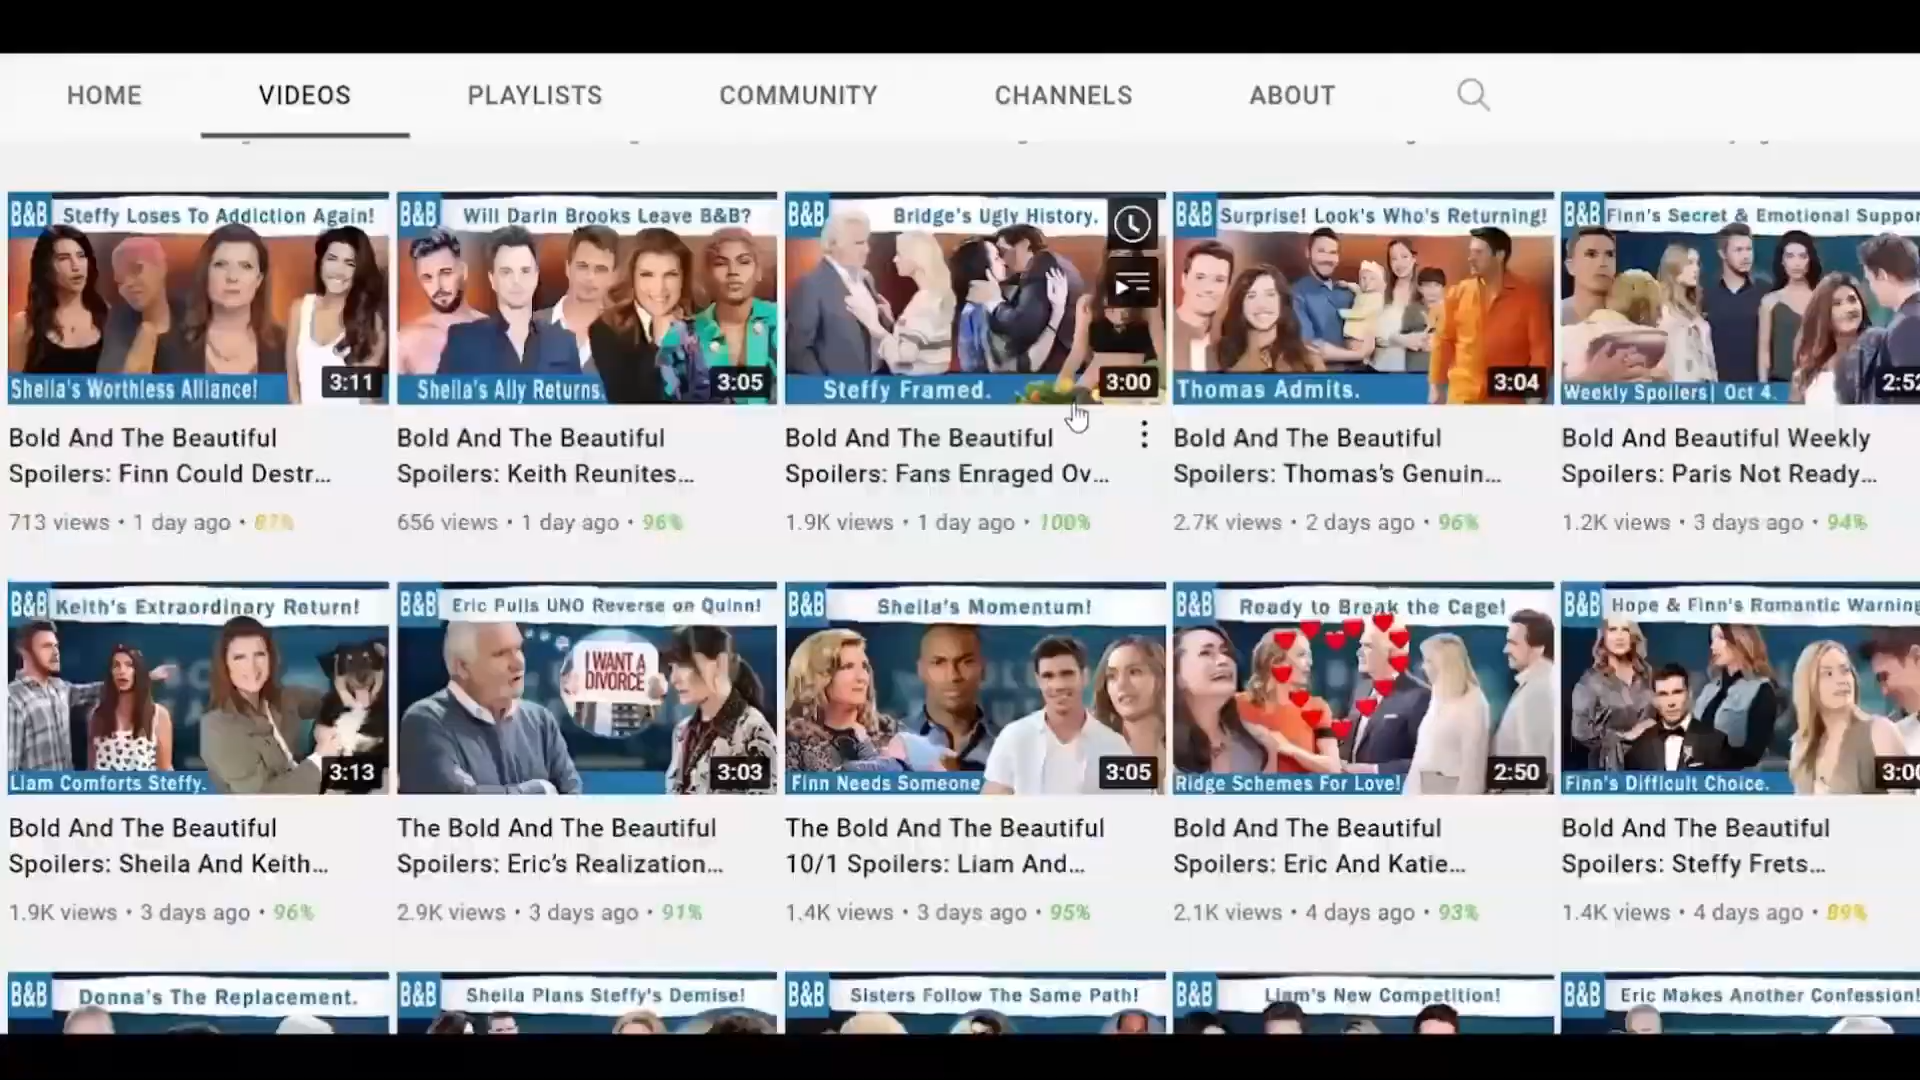 HOME VIDEOS PLAYLISTS COMMUNITY CHANNELS ABOUT
B&B Steffy Loses To Addiction Again!
Sheila's Worthless Alliance!
3:11
B&B Will Darin Brooks Leave B&B?
Sheila's Ally Returns.
3:05
B&B Bridge's Ugly History.
Steffy Framed.
3:00
B&B Surprise! Look's Who's Returning!
Thomas Admits.
3:04
B&B Finn's Secret & Emotional Suppor
Weekly Spoilers| Oct 4.
2:52
Bold And The Beautiful
Spoilers: Finn Could Destr...
713 views • 1 day ago • 87%
Bold And The Beautiful
Spoilers: Keith Reunites...
656 views • 1 day ago • 96%
Bold And The Beautiful
Spoilers: Fans Enraged Ov...
1.9K views • 1 day ago • 100%
Bold And The Beautiful
Spoilers: Thomas's Genuin...
2.7K views • 2 days ago • 96%
Bold And Beautiful Weekly
Spoilers: Paris Not Ready...
1.2K views • 3 days ago • 94%
B&B Keith's Extraordinary Return!
Liam Comforts Steffy.
3:13
B&B Eric Pulls UNO Reverse on Quinn!
I WANT A
DIVORCE
3:03
B&B Sheila's Momentum!
Finn Needs Someone
3:05
B&B Ready to Break the Cage!
Ridge Schemes For Love!
2:50
B&B Hope & Finn's Romantic Warning
Finn's Difficult Choice.
3:00
Bold And The Beautiful
Spoilers: Sheila And Keith...
1.9K views • 3 days ago • 96%
The Bold And The Beautiful
Spoilers: Eric's Realization...
2.9K views • 3 days ago • 91%
The Bold And The Beautiful
10/1 Spoilers: Liam And...
1.4K views • 3 days ago • 95%
Bold And The Beautiful
Spoilers: Eric And Katie...
2.1K views • 4 days ago • 93%
Bold And The Beautiful
Spoilers: Steffy Frets...
1.4K views • 4 days ago • 89%
B&B Donna's The Replacement.
B&B Sheila Plans Steffy's Demise!
B&B Sisters Follow The Same Path!
B&B Liam's New Competition!
B&B Eric Makes Another Confession!